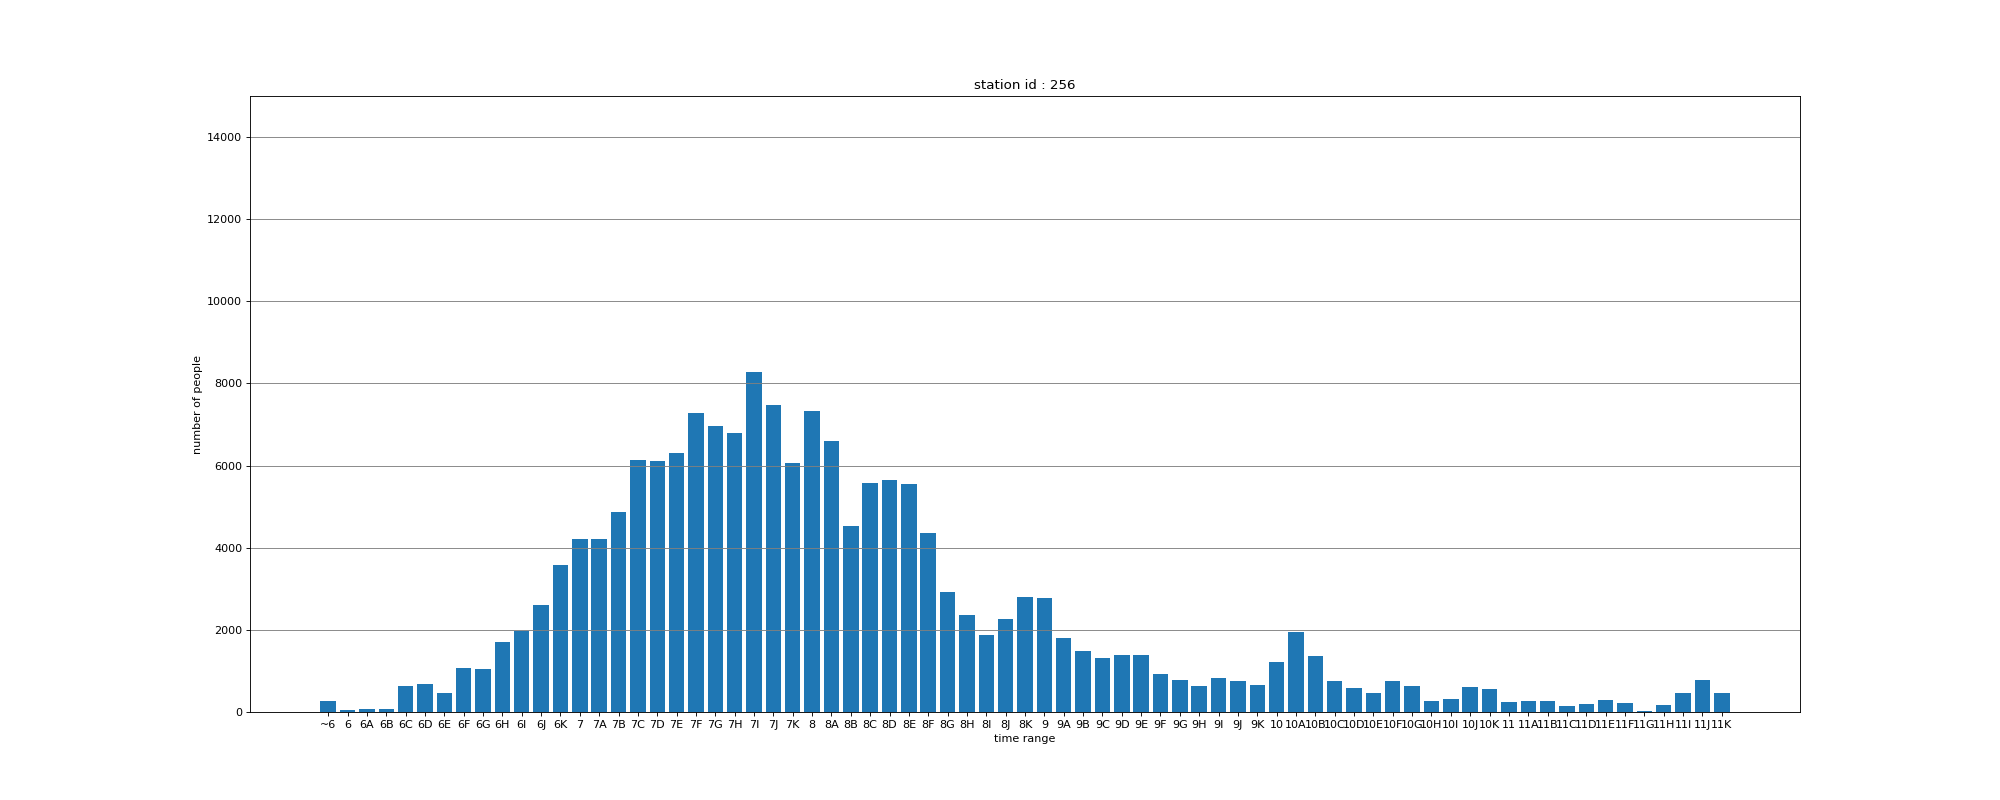 station id : 256
14000
12000
10000
8000
6000
4000
2000
0
number of people
~6 6 6A 6B 6C 6D 6E 6F 6G 6H 6I 6J 6K 7 7A 7B 7C 7D 7E 7F 7G 7H 7I 7J 7K 8 8A 8B 8C 8D 8E 8F 8G 8H 8I 8J 8K 9 9A 9B 9C 9D 9E 9F 9G 9H 9I 9J 9K 10 10A 10B 10C 10D 10E 10F 10G 10H 10I 10J 10K 11 11A 11B 11C 11D 11E 11F 11G 11H 11I 11J 11K
time range